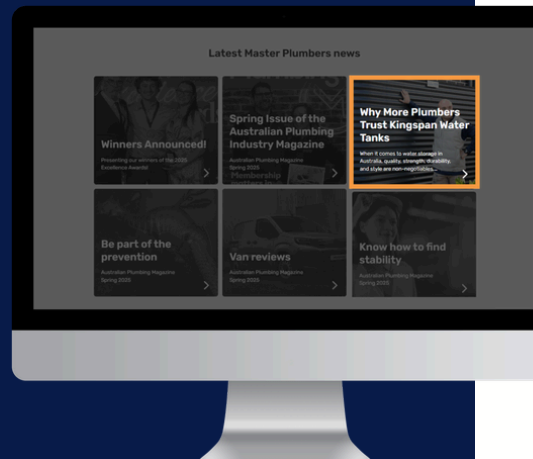 Latest Master Plumbers news
Winners Announced!
Presenting our winners of the 2025
Excellence Awards!
Spring Issue of the
Australian Plumbing
Industry Magazine
Australian Plumbing Magazine
Spring 2025
Membership
Why More Plumbers
Trust Kingspan Water
Tanks
When it comes to water storage in
Australia, quality, strength, durability,
and style are non-negotiables...
Be part of the
prevention
Australian Plumbing Magazine
Spring 2025
Van reviews
Australian Plumbing Magazine
Spring 2025
Know how to find
stability
Australian Plumbing Magazine
Spring 2025